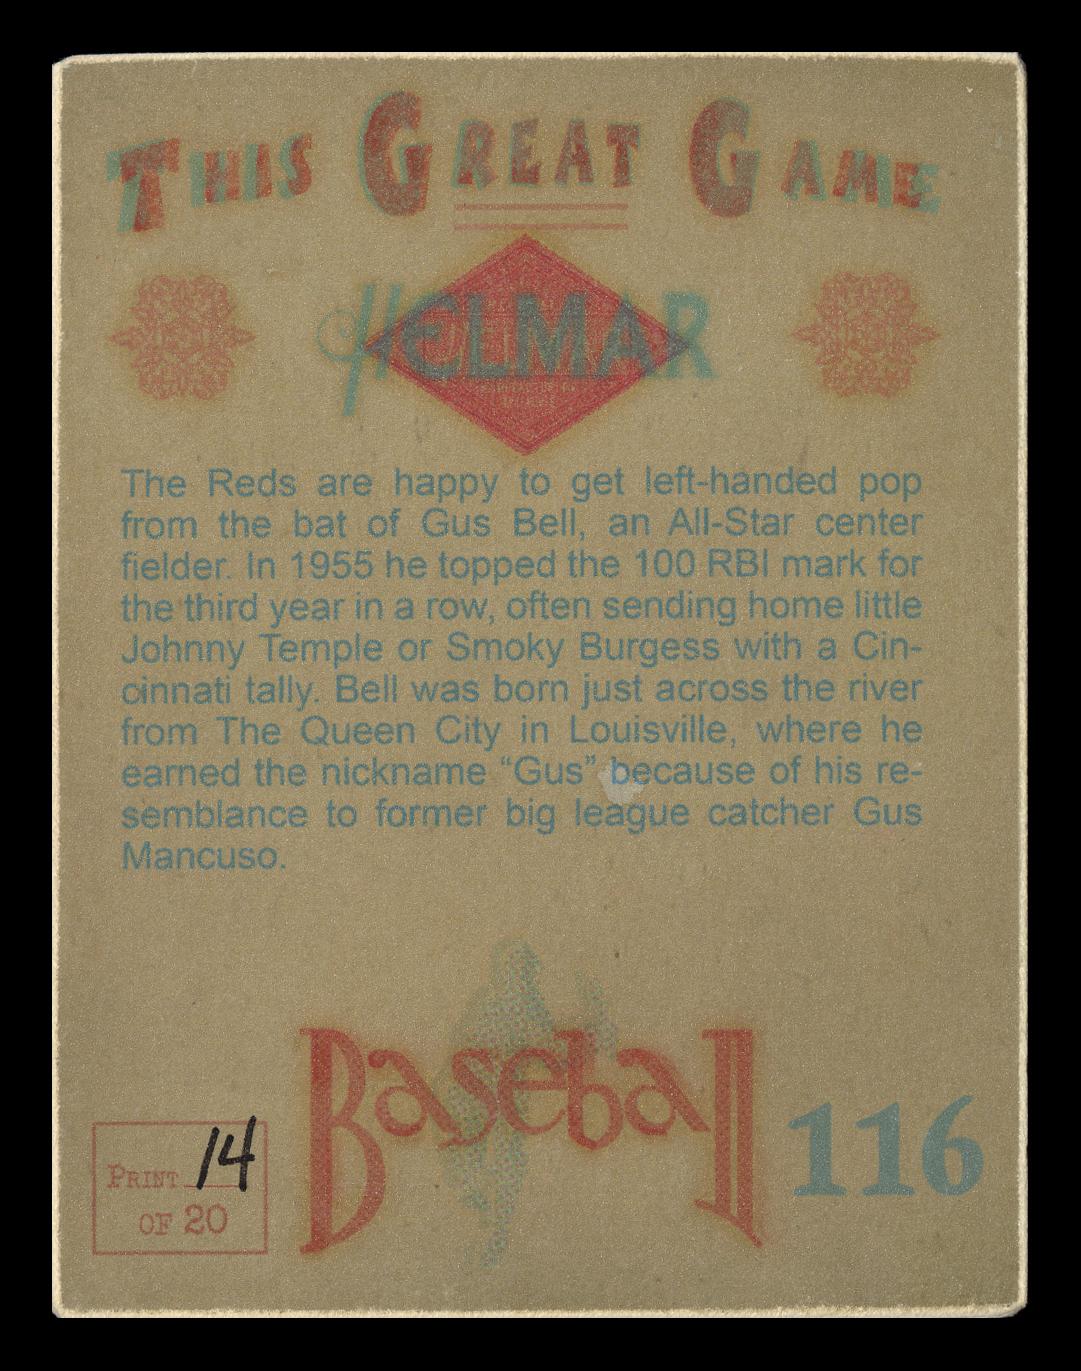 THIS GREAT GAME
HELMAR
The Reds are happy to get left-handed pop
from the bat of Gus Bell, an All-Star center
fielder. In 1955 he topped the 100 RBI mark for
the third year in a row, often sending home little
Johnny Temple or Smoky Burgess with a Cin-
cinnati tally. Bell was born just across the river
from The Queen City in Louisville, where he
earned the nickname “Gus” because of his re-
semblance to former big league catcher Gus
Mancuso.
Baseball
116
PRINT 14
OF 20